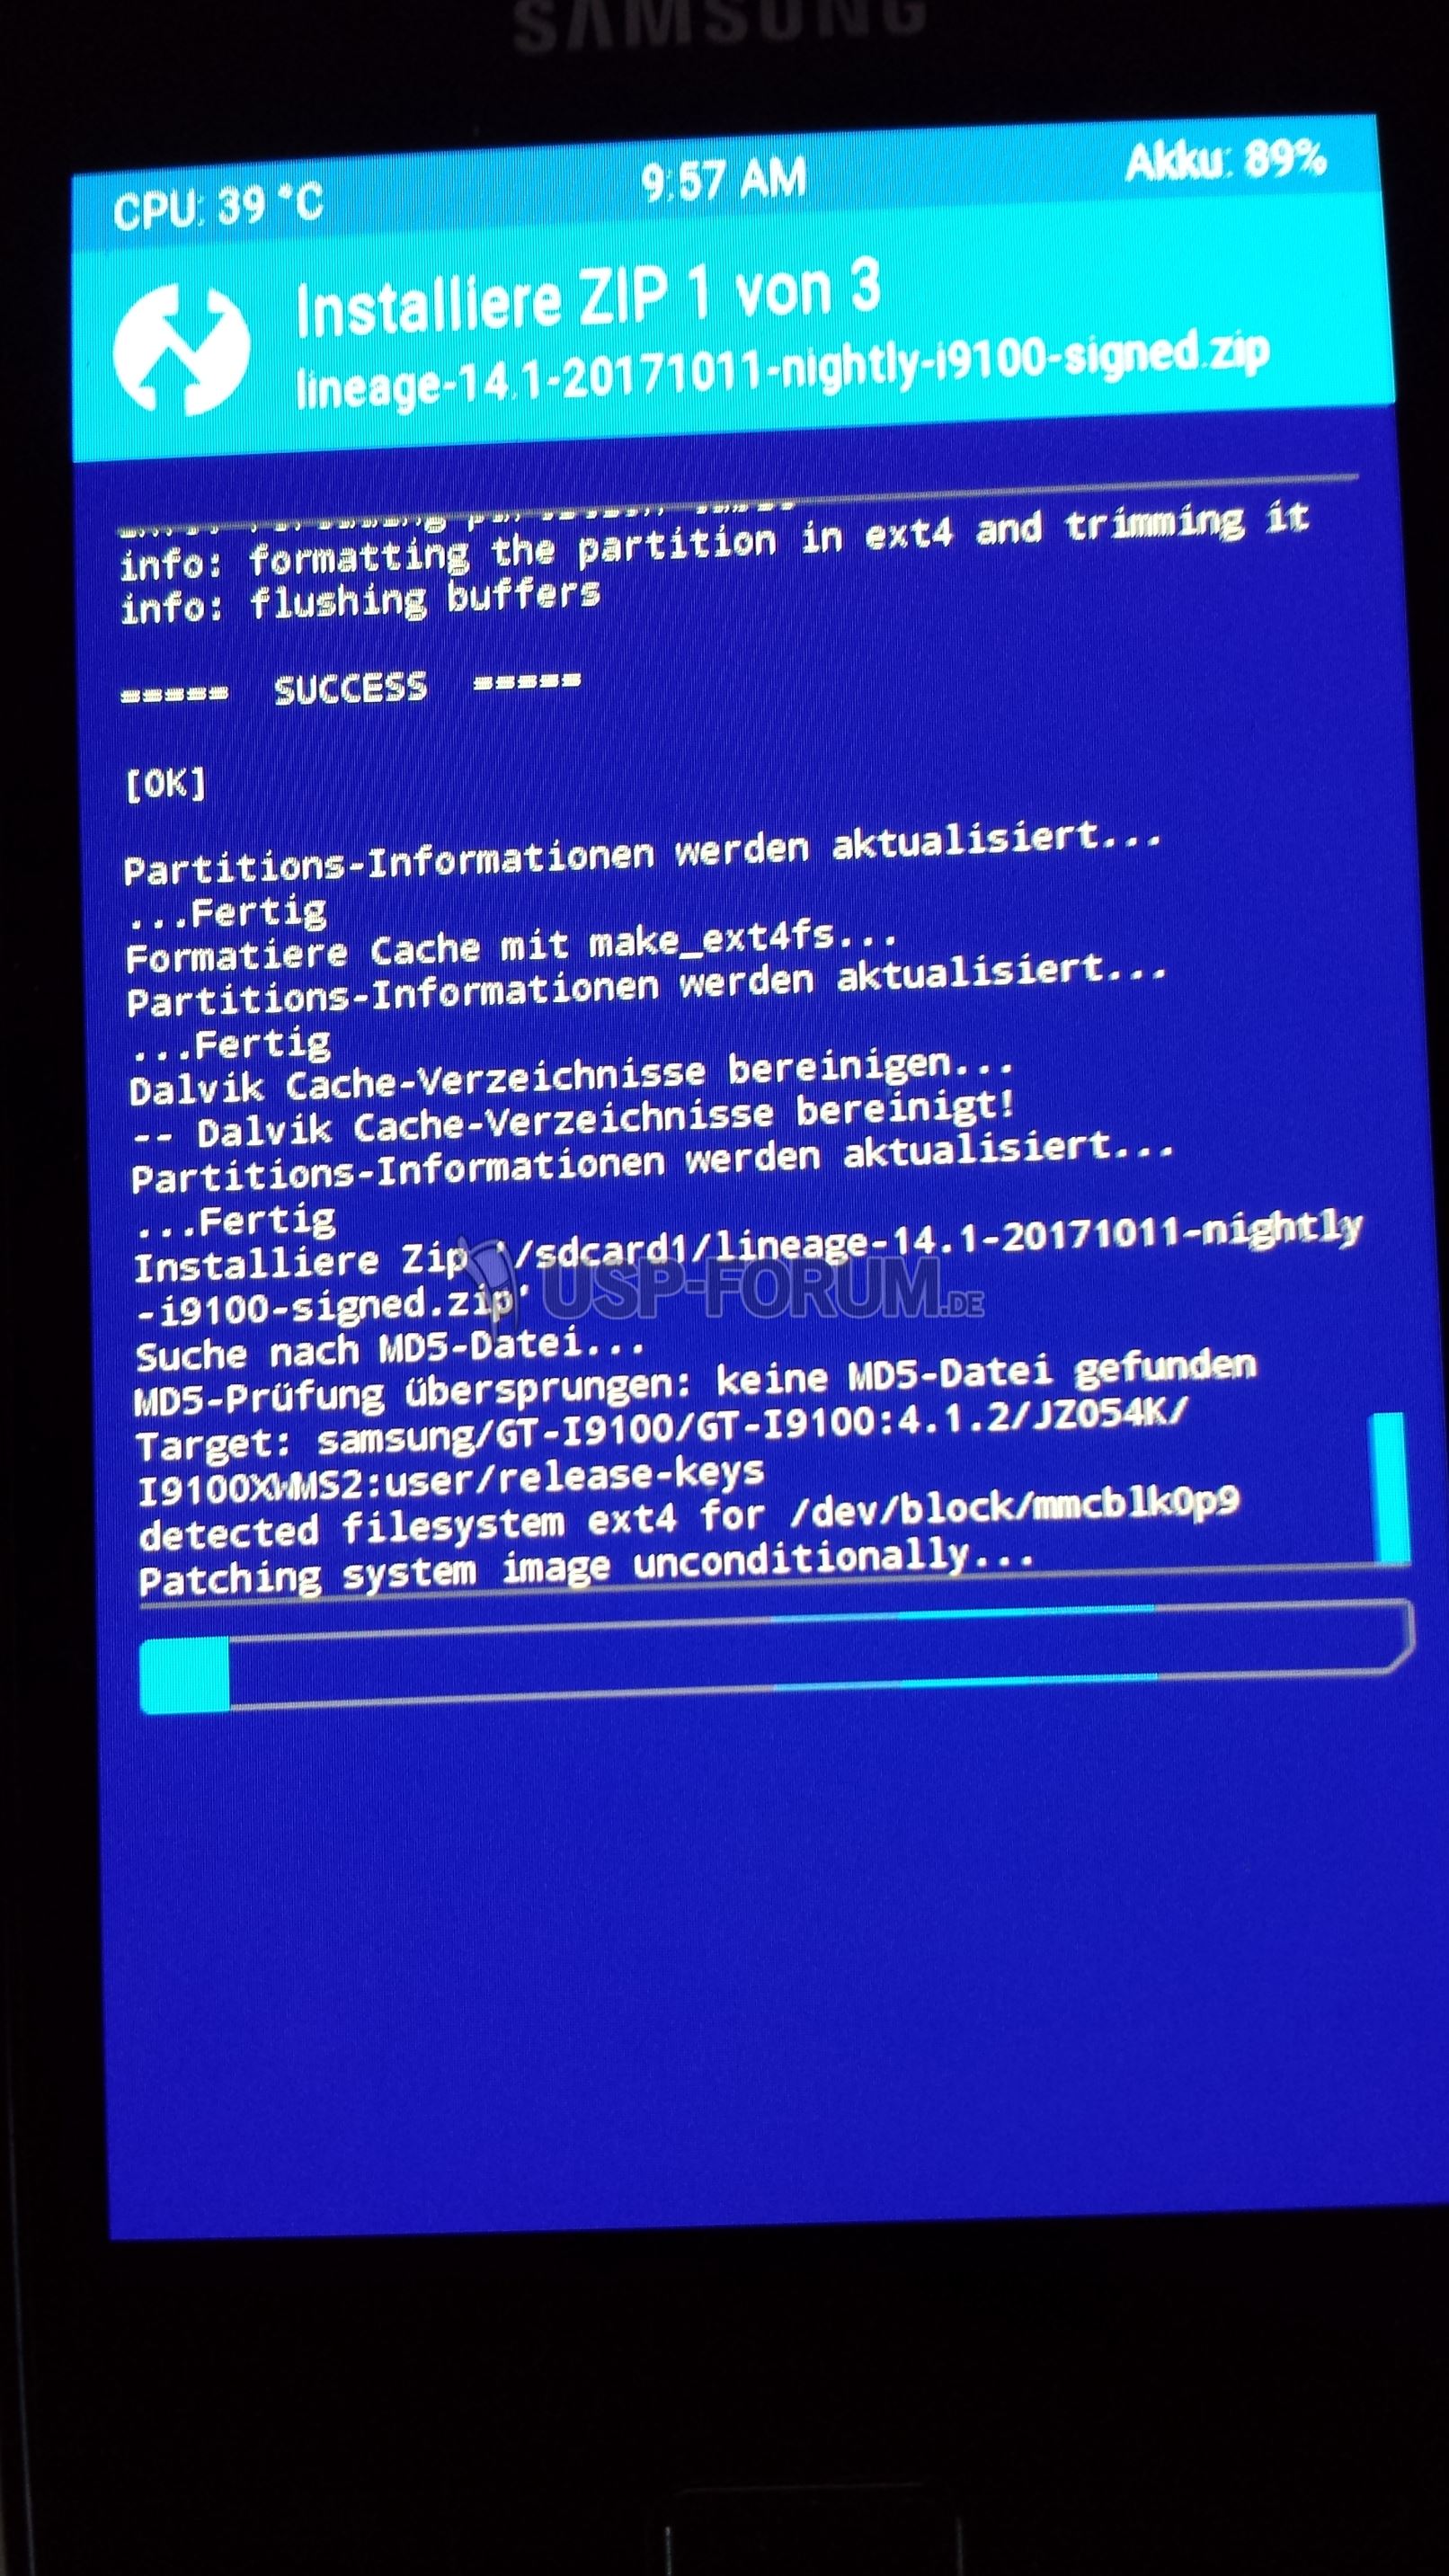 SAMSUNG
CPU: 39 °C 9:57 AM Akku: 89%
Installiere ZIP 1 von 3
lineage-14.1-20171011-nightly-i9100-signed.zip
info: formatting the partition in ext4 and trimming it
info: flushing buffers
===== SUCCESS =====
[OK]
Partitions-Informationen werden aktualisiert...
...Fertig
Formatiere Cache mit make_ext4fs...
Partitions-Informationen werden aktualisiert...
...Fertig
Dalvik Cache-Verzeichnisse bereinigen...
-- Dalvik Cache-Verzeichnisse bereinigt!
Partitions-Informationen werden aktualisiert...
...Fertig
Installiere Zip '/sdcard1/lineage-14.1-20171011-nightly
-i9100-signed.zip'
USP-FORUM.DE
Suche nach MD5-Datei...
MD5-Prüfung übersprungen: keine MD5-Datei gefunden
Target: samsung/GT-I9100/GT-I9100:4.1.2/JZO54K/
I9100XWMS2:user/release-keys
detected filesystem ext4 for /dev/block/mmcblk0p9
Patching system image unconditionally...